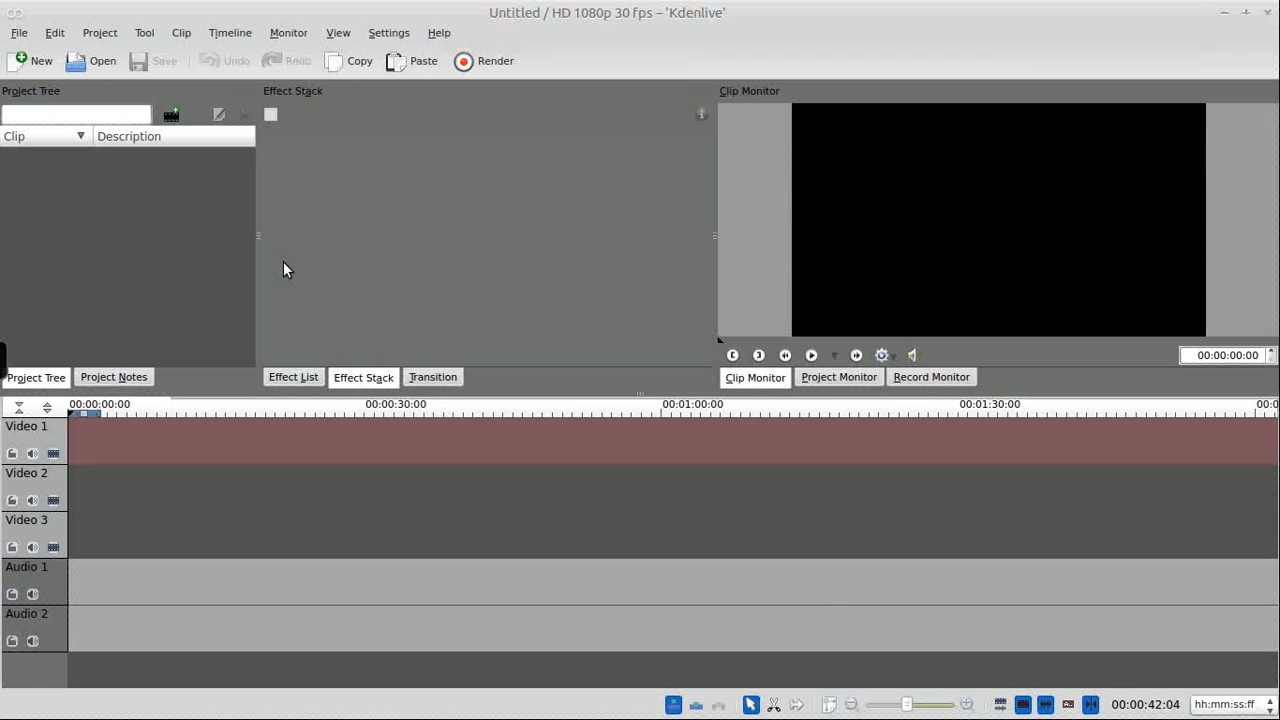 Untitled / HD 1080p 30 fps – 'Kdenlive'
File Edit Project Tool Clip Timeline Monitor View Settings Help
New Open Save Undo Redo Copy Paste Render
Project Tree Effect Stack Clip Monitor
Clip Description
00:00:00:00
Project Tree Project Notes Effect List Effect Stack Transition Clip Monitor Project Monitor Record Monitor
00:00:00:00 00:00:30:00 00:01:00:00 00:01:30:00 00:0
Video 1
Video 2
Video 3
Audio 1
Audio 2
00:00:42:04 hh:mm:ss:ff